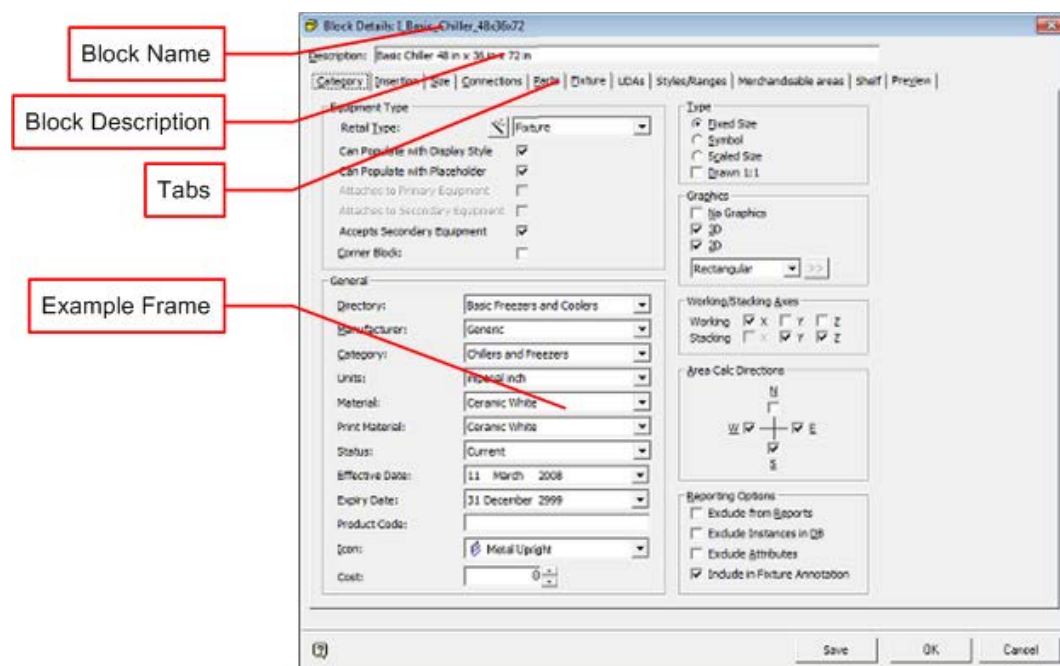 Block Name
Block Description
Tabs
Example Frame
Block Details: I_Basic_Chiller_48x36x72
Description: Basic Chiller 48 in x 36 in x 72 in
Category Insertion Size Connections Parts Fixture UDAs Styles/Ranges Merchandisable areas Shelf Preview
Equipment Type
Retail Type: Fixture
Can Populate with Display Style
Can Populate with Placeholder
Attaches to Primary Equipment
Attaches to Secondary Equipment
Accepts Secondary Equipment
Corner Block:
General
Directory: Basic Freezers and Coolers
Manufacturer: Generic
Category: Chillers and Freezers
Units: Imperial inch
Material: Ceramic White
Print Material: Ceramic White
Status: Current
Effective Date: 11 March 2008
Expiry Date: 31 December 2999
Product Code:
Icon: Metal Upright
Cost: 0
Type
Fixed Size
Symbol
Scaled Size
Drawn 1:1
Graphics
No Graphics
3D
2D
Rectangular >>
Working/Stacking Axes
Working X Y Z
Stacking X Y Z
Area Calc Directions
N
W E
S
Reporting Options
Exclude from Reports
Exclude Instances in DB
Exclude Attributes
Include in Fixture Annotation
Save OK Cancel